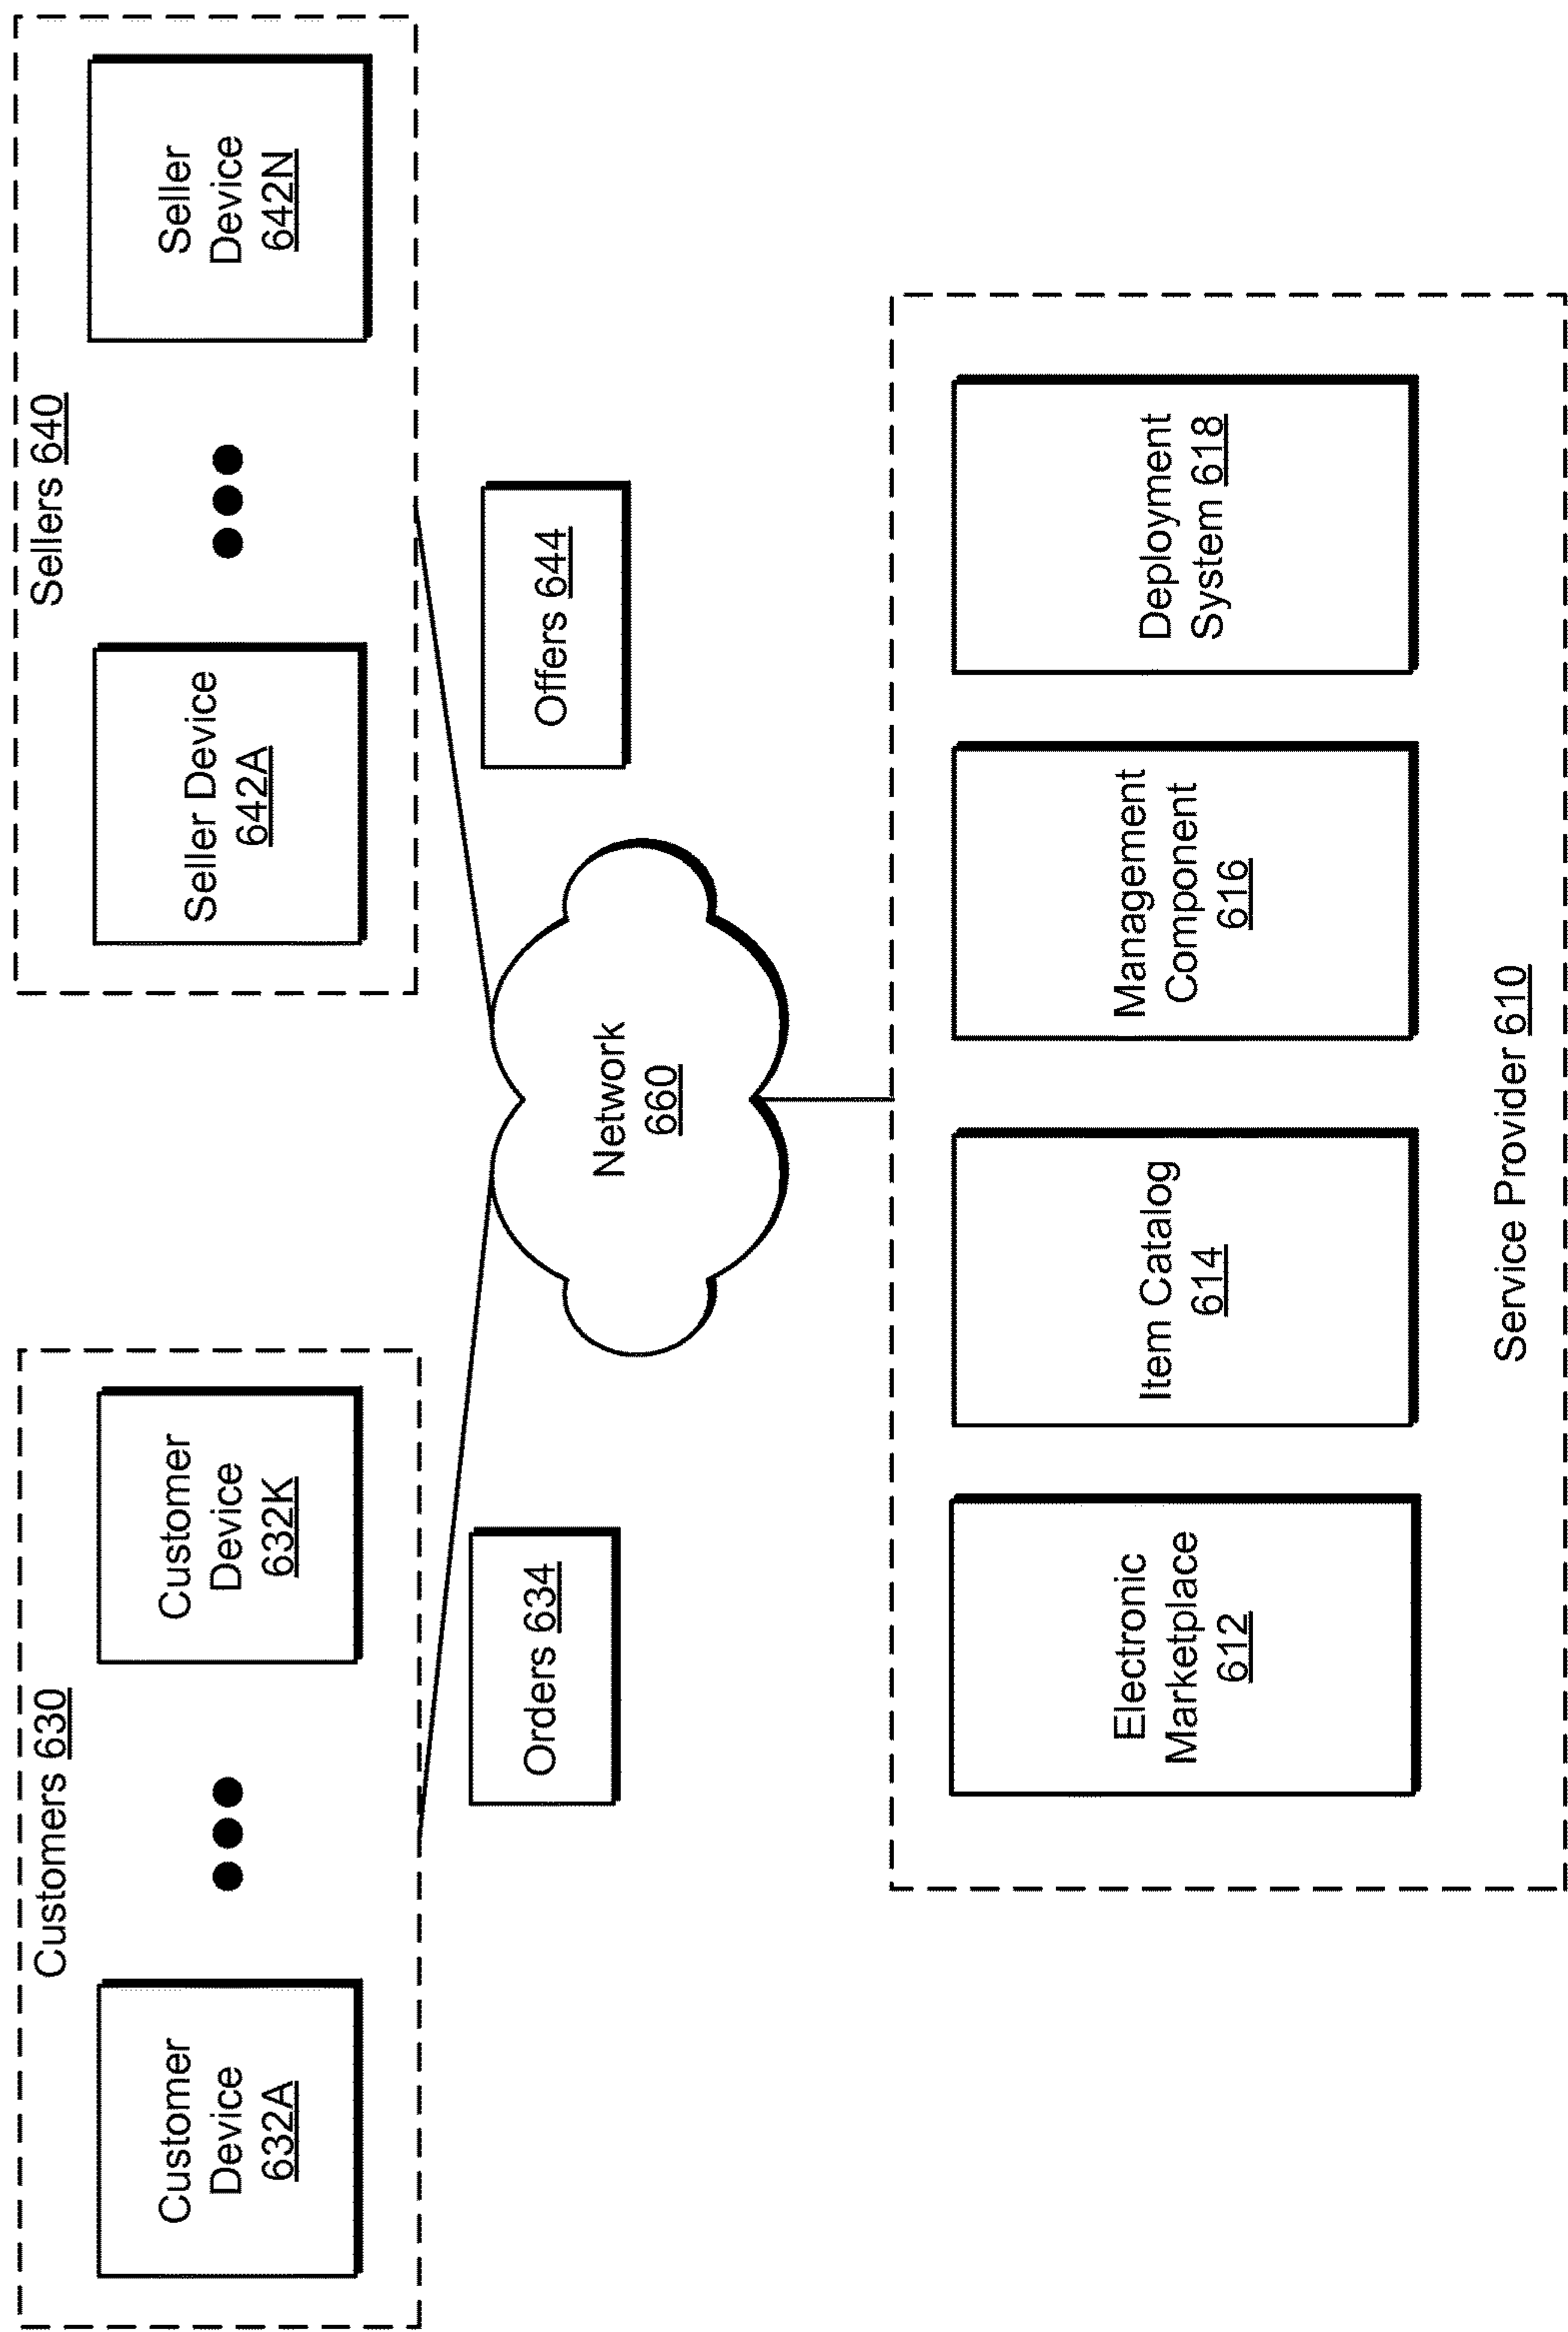 Customers 630
Customer
Device
632A
Customer
Device
632K
Sellers 640
Seller Device
642A
Seller
Device
642N
Orders 634
Offers 644
Network
660
Electronic
Marketplace
612
Item Catalog
614
Management
Component
616
Deployment
System 618
Service Provider 610